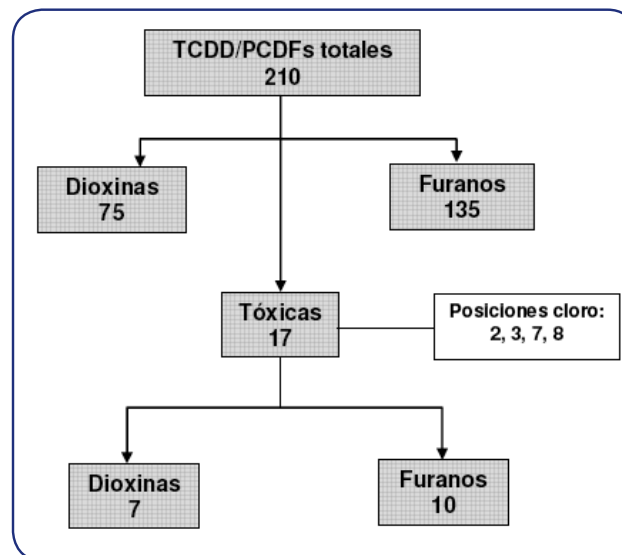 TCDD/PCDFs totales
210
Dioxinas
75
Furanos
135
Tóxicas
17
Posiciones cloro:
2, 3, 7, 8
Dioxinas
7
Furanos
10